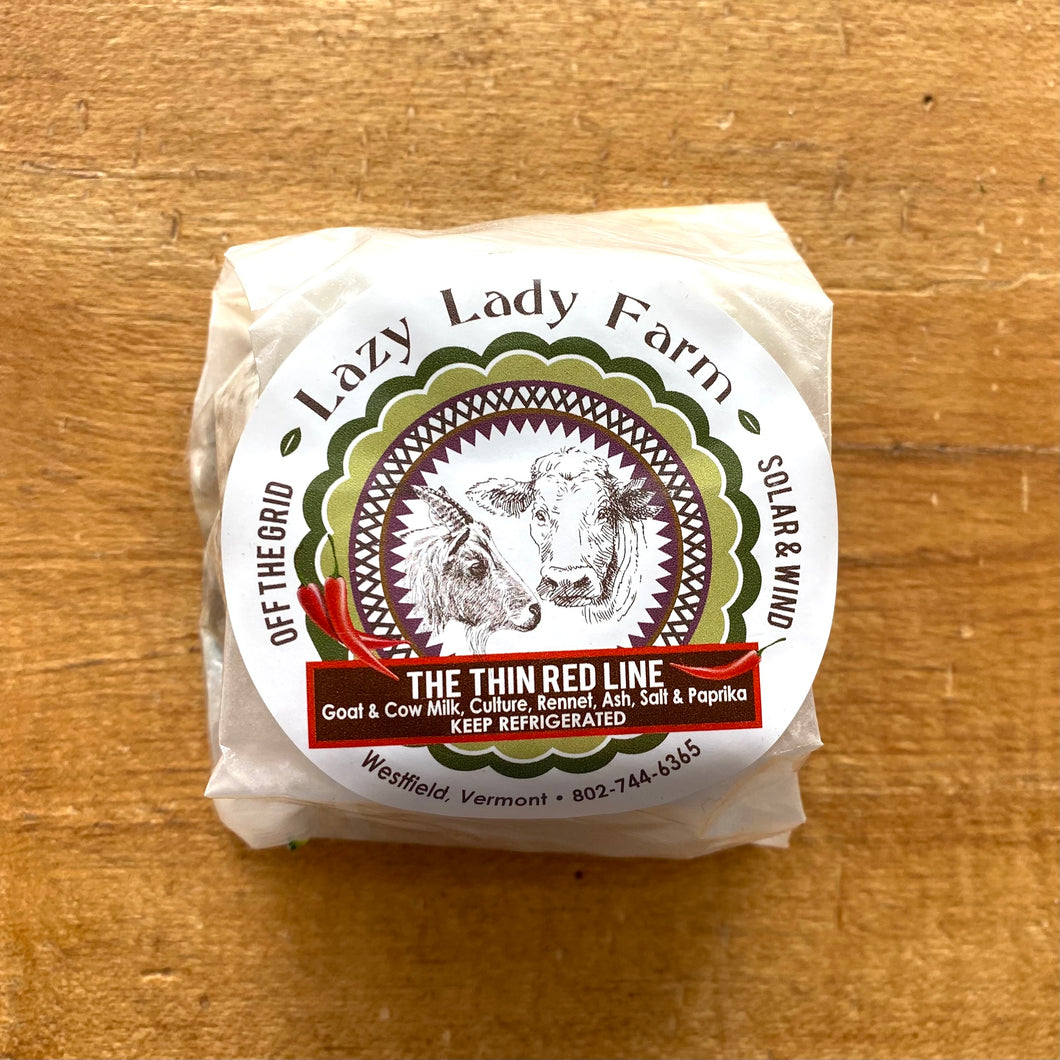 Lazy Lady Farm
OFF THE GRID
SOLAR & WIND
THE THIN RED LINE
Goat & Cow Milk, Culture, Rennet, Ash, Salt & Paprika
KEEP REFRIGERATED
Westfield, Vermont • 802-744-6365